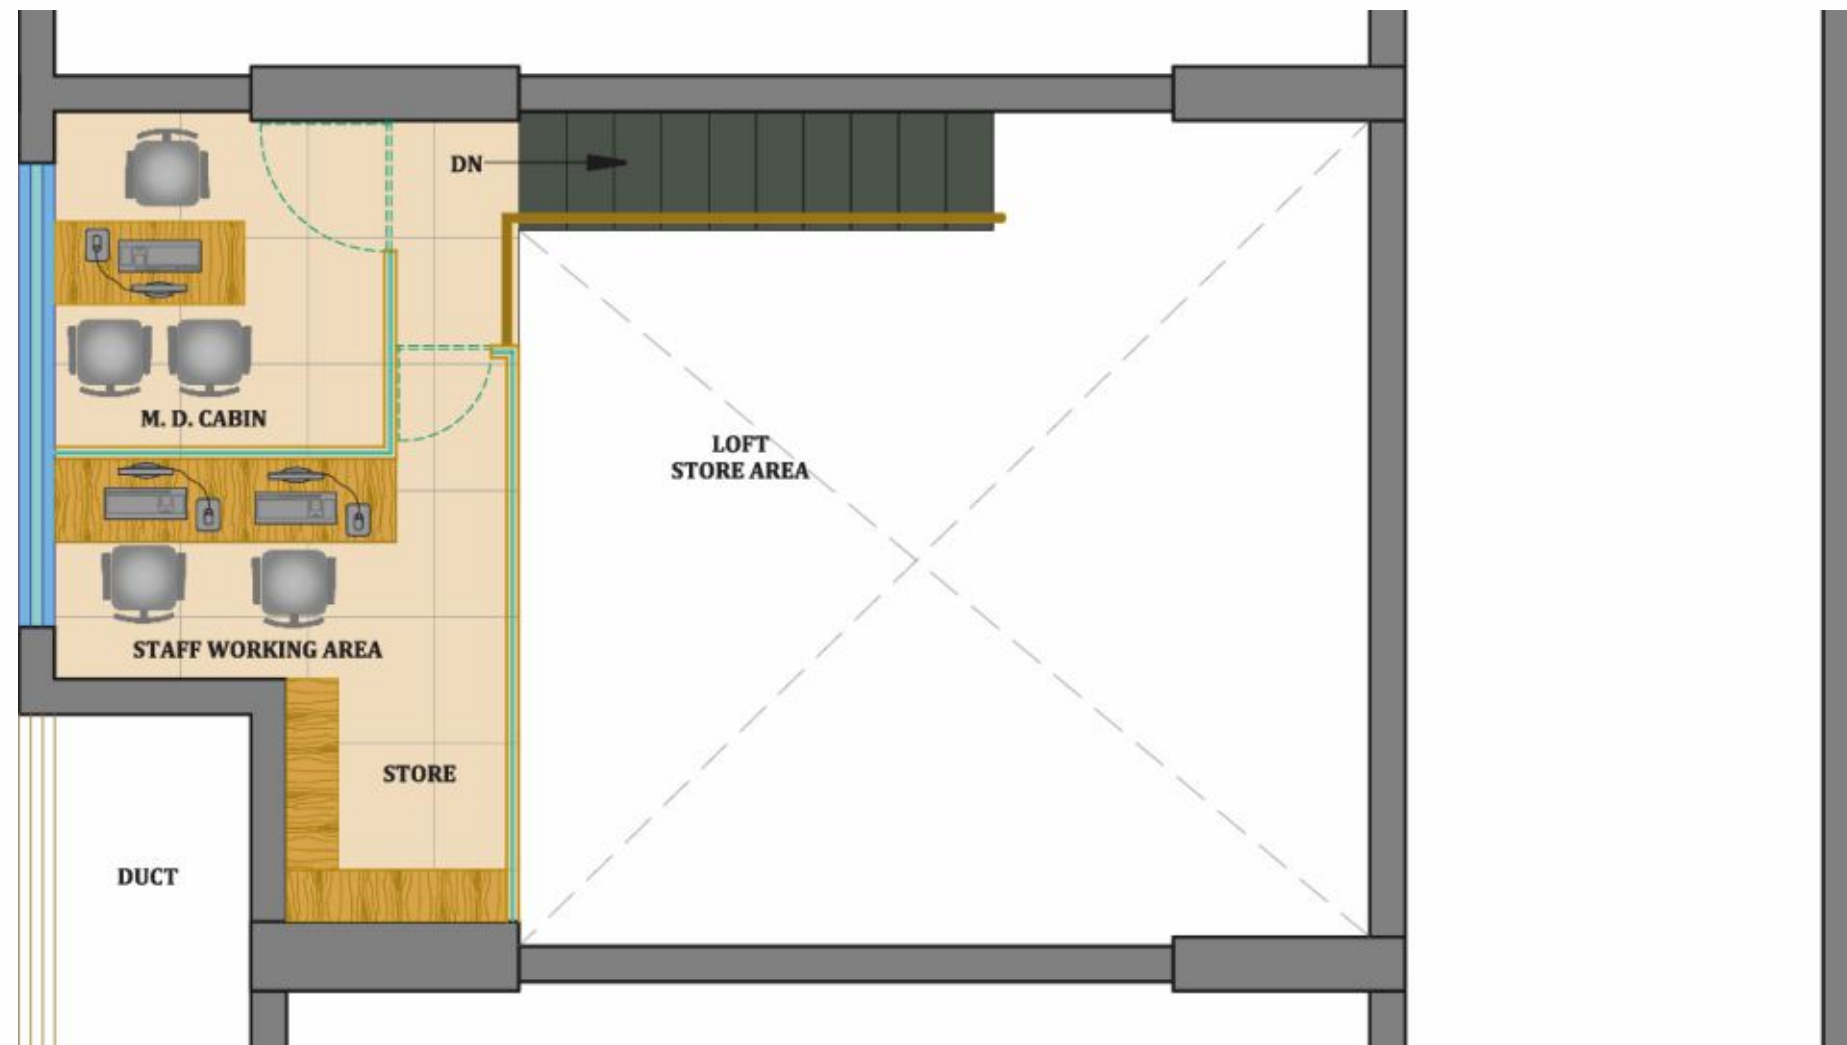 DN
M. D. CABIN
LOFT
STORE AREA
STAFF WORKING AREA
STORE
DUCT